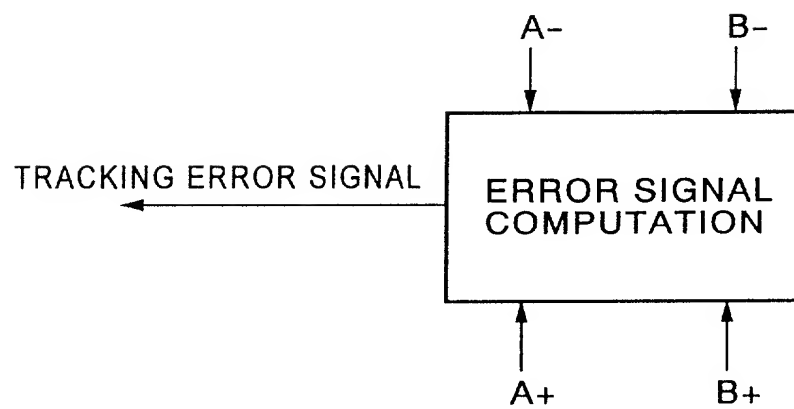 A- B-
TRACKING ERROR SIGNAL
ERROR SIGNAL
COMPUTATION
A+ B+